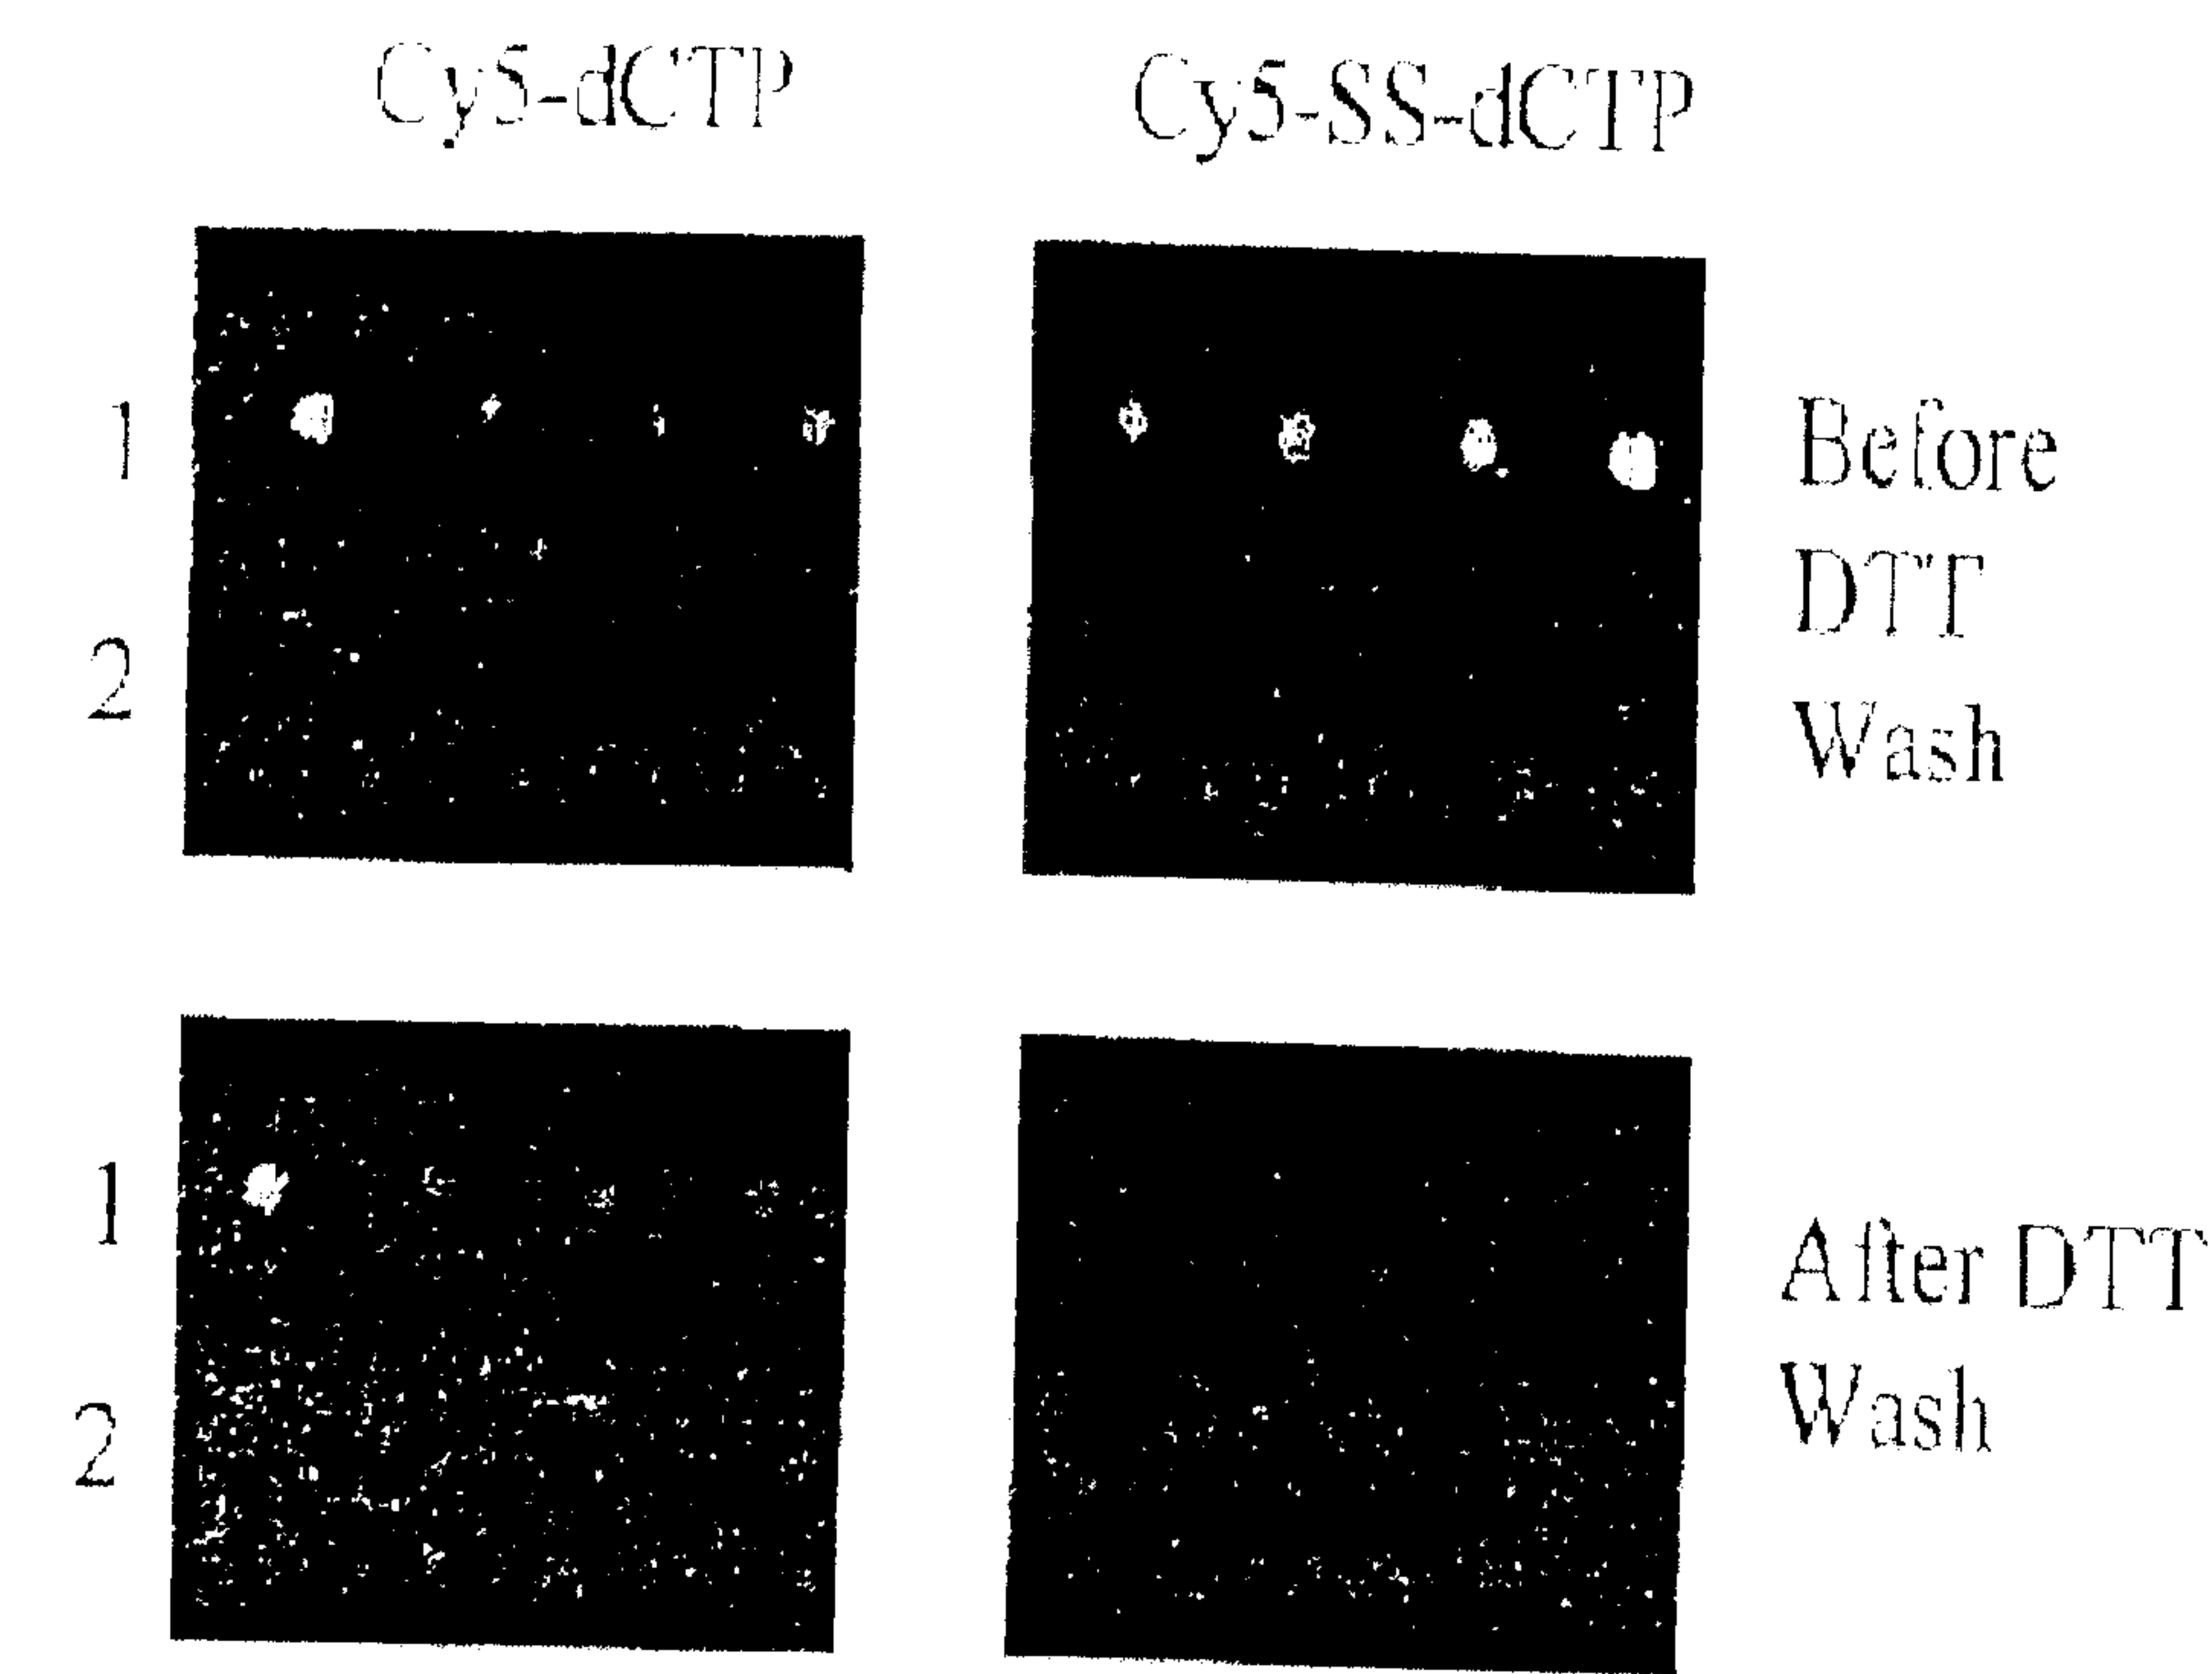 Cy5-dCTP Cy5-SS-dCTP
1
Before
DTT
2
Wash
1
After DTT
2
Wash